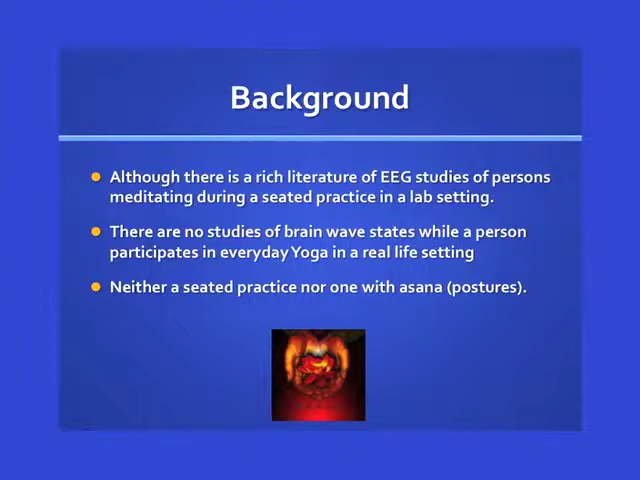 Background
Although there is a rich literature of EEG studies of persons
meditating during a seated practice in a lab setting.
There are no studies of brain wave states while a person
participates in everyday Yoga in a real life setting
Neither a seated practice nor one with asana (postures).